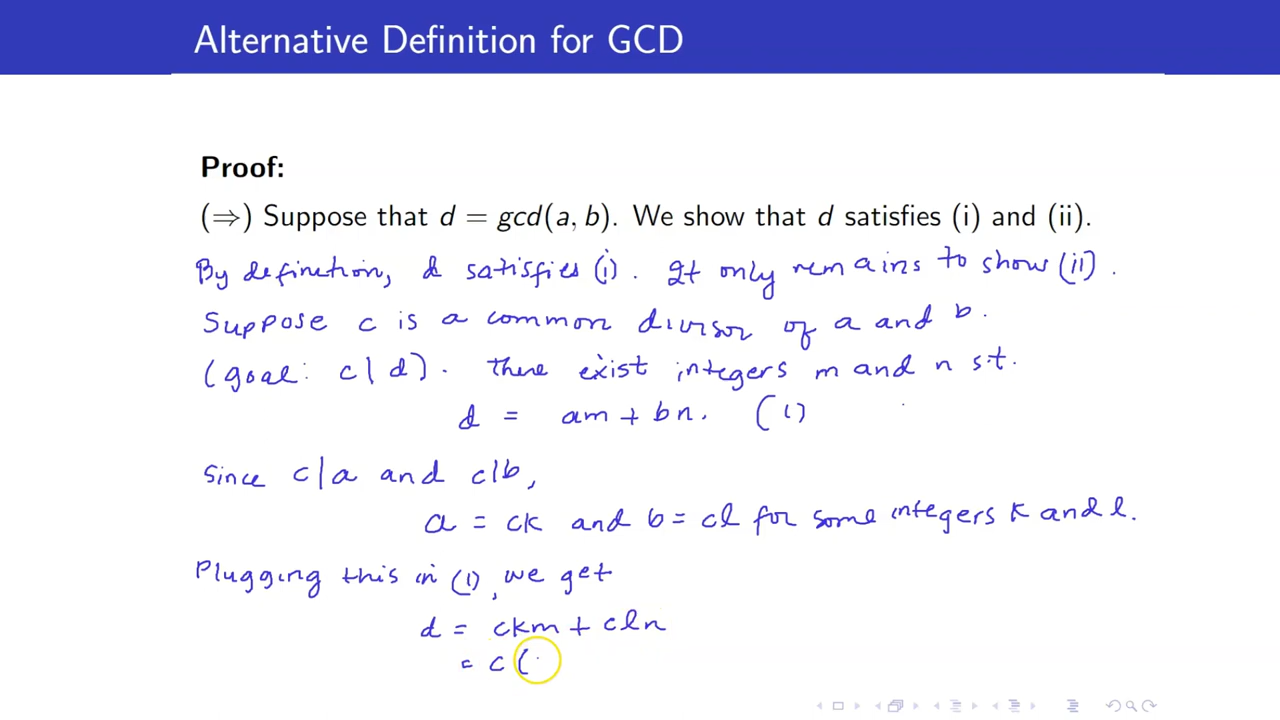 Alternative Definition for GCD
Proof:
(⇒) Suppose that d = gcd(a, b). We show that d satisfies (i) and (ii).
By definition, d satisfies (i). It only remains to show (ii).
Suppose c is a common divisor of a and b.
(goal: c | d). There exist integers m and n s.t.
d = am + bn. (1)
Since c|a and c|b,
a = ck and b = cl for some integers k and l.
Plugging this in (1), we get
d = ckm + cln
= c (